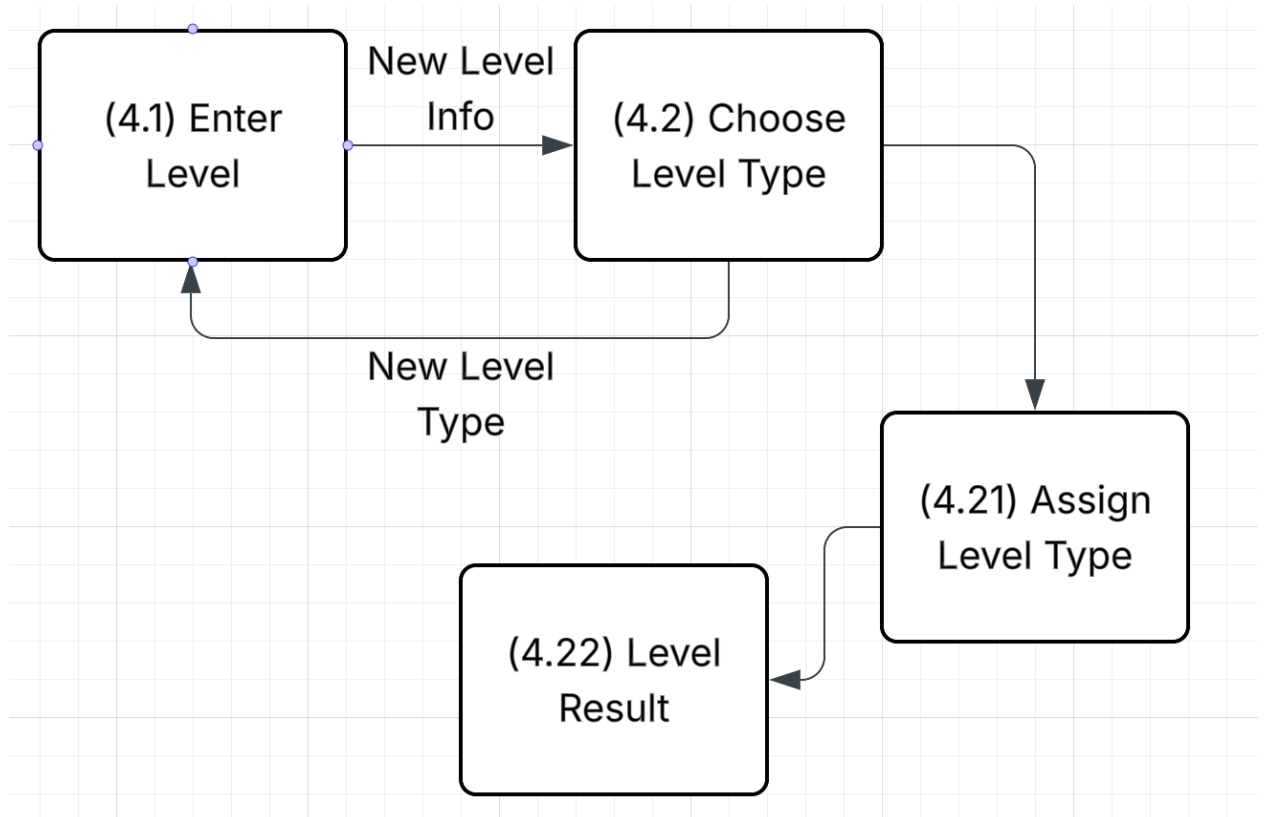 (4.1) Enter
Level
New Level
Info
(4.2) Choose
Level Type
New Level
Type
(4.21) Assign
Level Type
(4.22) Level
Result